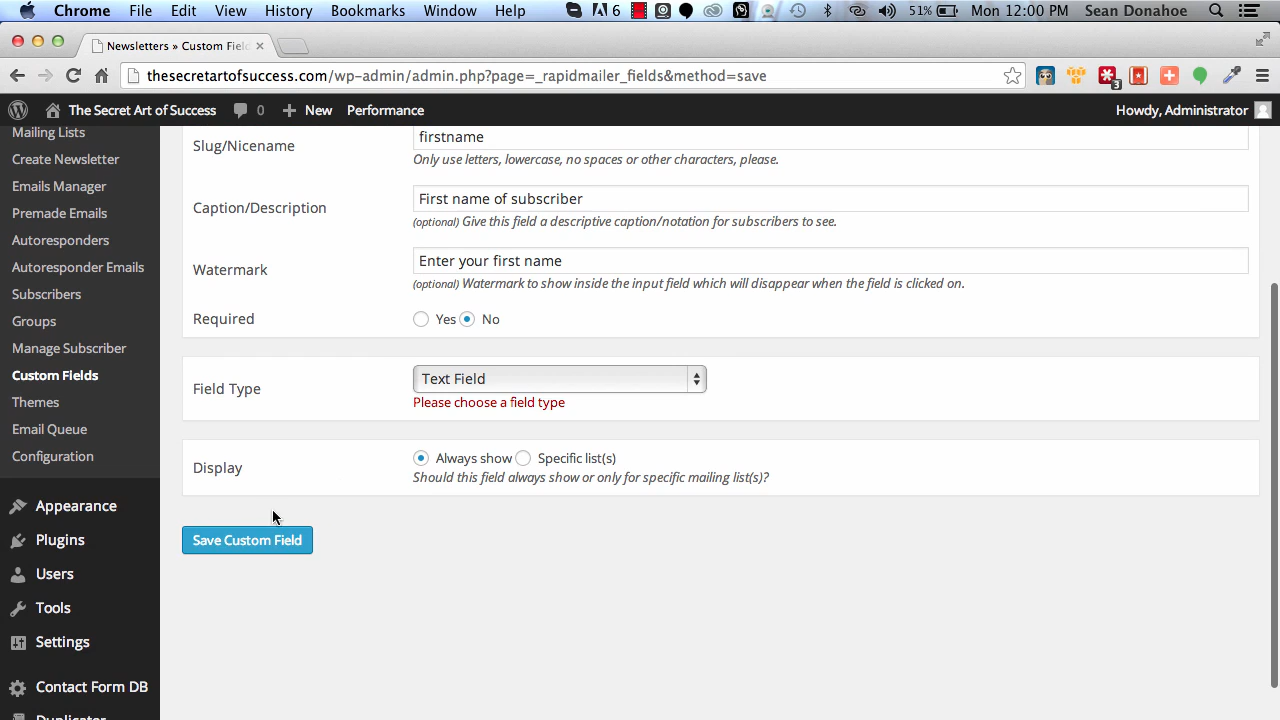 Chrome File Edit View History Bookmarks Window Help 6 51% Mon 12:00 PM Sean Donahoe
Newsletters » Custom Fiel
thesecretartofsuccess.com/wp-admin/admin.php?page=_rapidmailer_fields&method=save
3
The Secret Art of Success 0 New Performance Howdy, Administrator
Mailing Lists
Create Newsletter
Emails Manager
Premade Emails
Autoresponders
Autoresponder Emails
Subscribers
Groups
Manage Subscriber
Custom Fields
Themes
Email Queue
Configuration
Appearance
Plugins
Users
Tools
Settings
Contact Form DB
Duplicator
Slug/Nicename
firstname
Only use letters, lowercase, no spaces or other characters, please.
Caption/Description
First name of subscriber
(optional) Give this field a descriptive caption/notation for subscribers to see.
Watermark
Enter your first name
(optional) Watermark to show inside the input field which will disappear when the field is clicked on.
Required Yes No
Field Type
Text Field
Please choose a field type
Display
Always show Specific list(s)
Should this field always show or only for specific mailing list(s)?
Save Custom Field